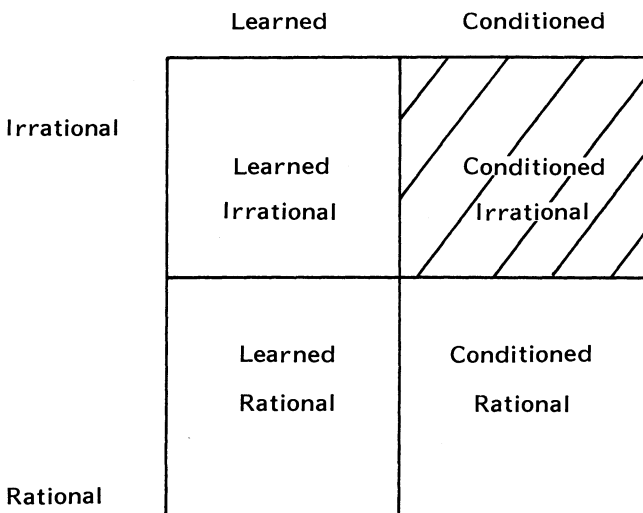 Learned Conditioned
Irrational
Learned Conditioned
Irrational Irrational
Learned Conditioned
Rational Rational
Rational